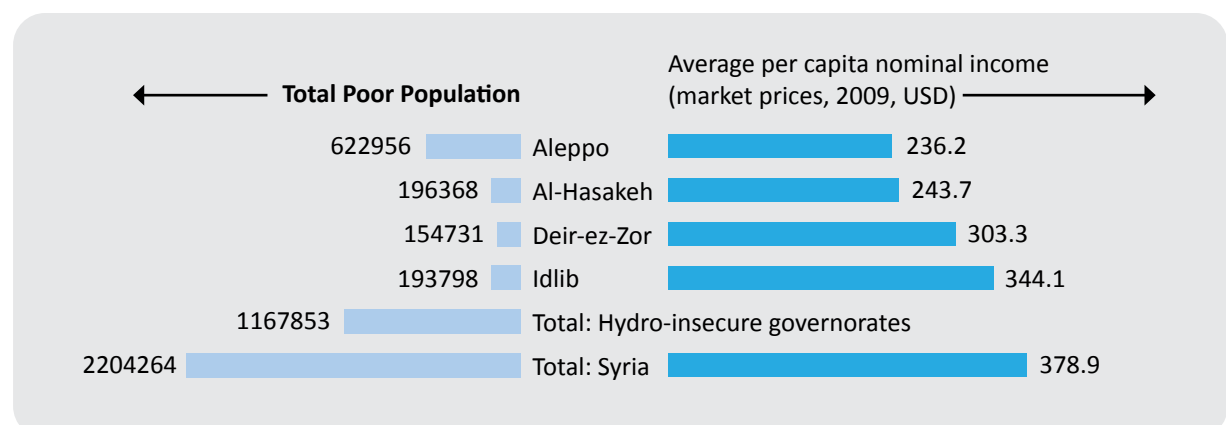 Total Poor Population
Average per capita nominal income
(market prices, 2009, USD)
622956 Aleppo 236.2
196368 Al-Hasakeh 243.7
154731 Deir-ez-Zor 303.3
193798 Idlib 344.1
1167853 Total: Hydro-insecure governorates
2204264 Total: Syria 378.9